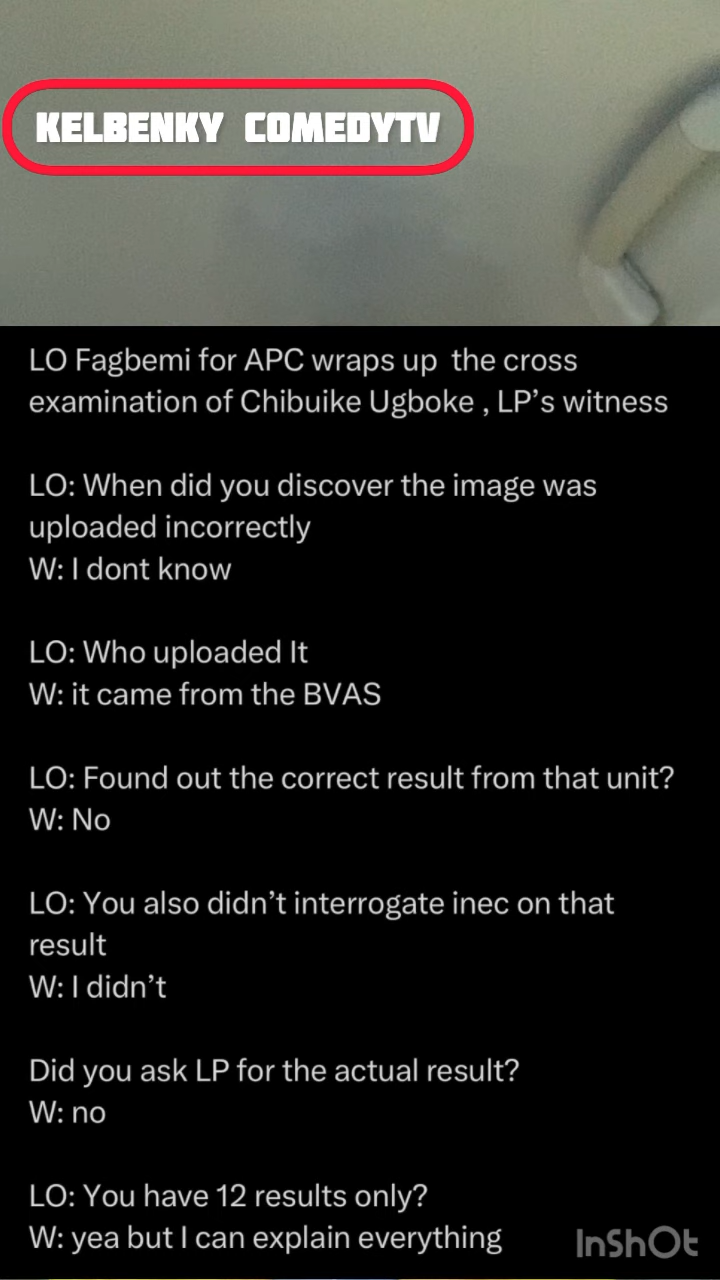 KELBENKY COMEDYTV
LO Fagbemi for APC wraps up the cross
examination of Chibuike Ugboke , LP’s witness
LO: When did you discover the image was
uploaded incorrectly
W: I dont know
LO: Who uploaded It
W: it came from the BVAS
LO: Found out the correct result from that unit?
W: No
LO: You also didn’t interrogate inec on that
result
W: I didn’t
Did you ask LP for the actual result?
W: no
LO: You have 12 results only?
W: yea but I can explain everything
InShOt